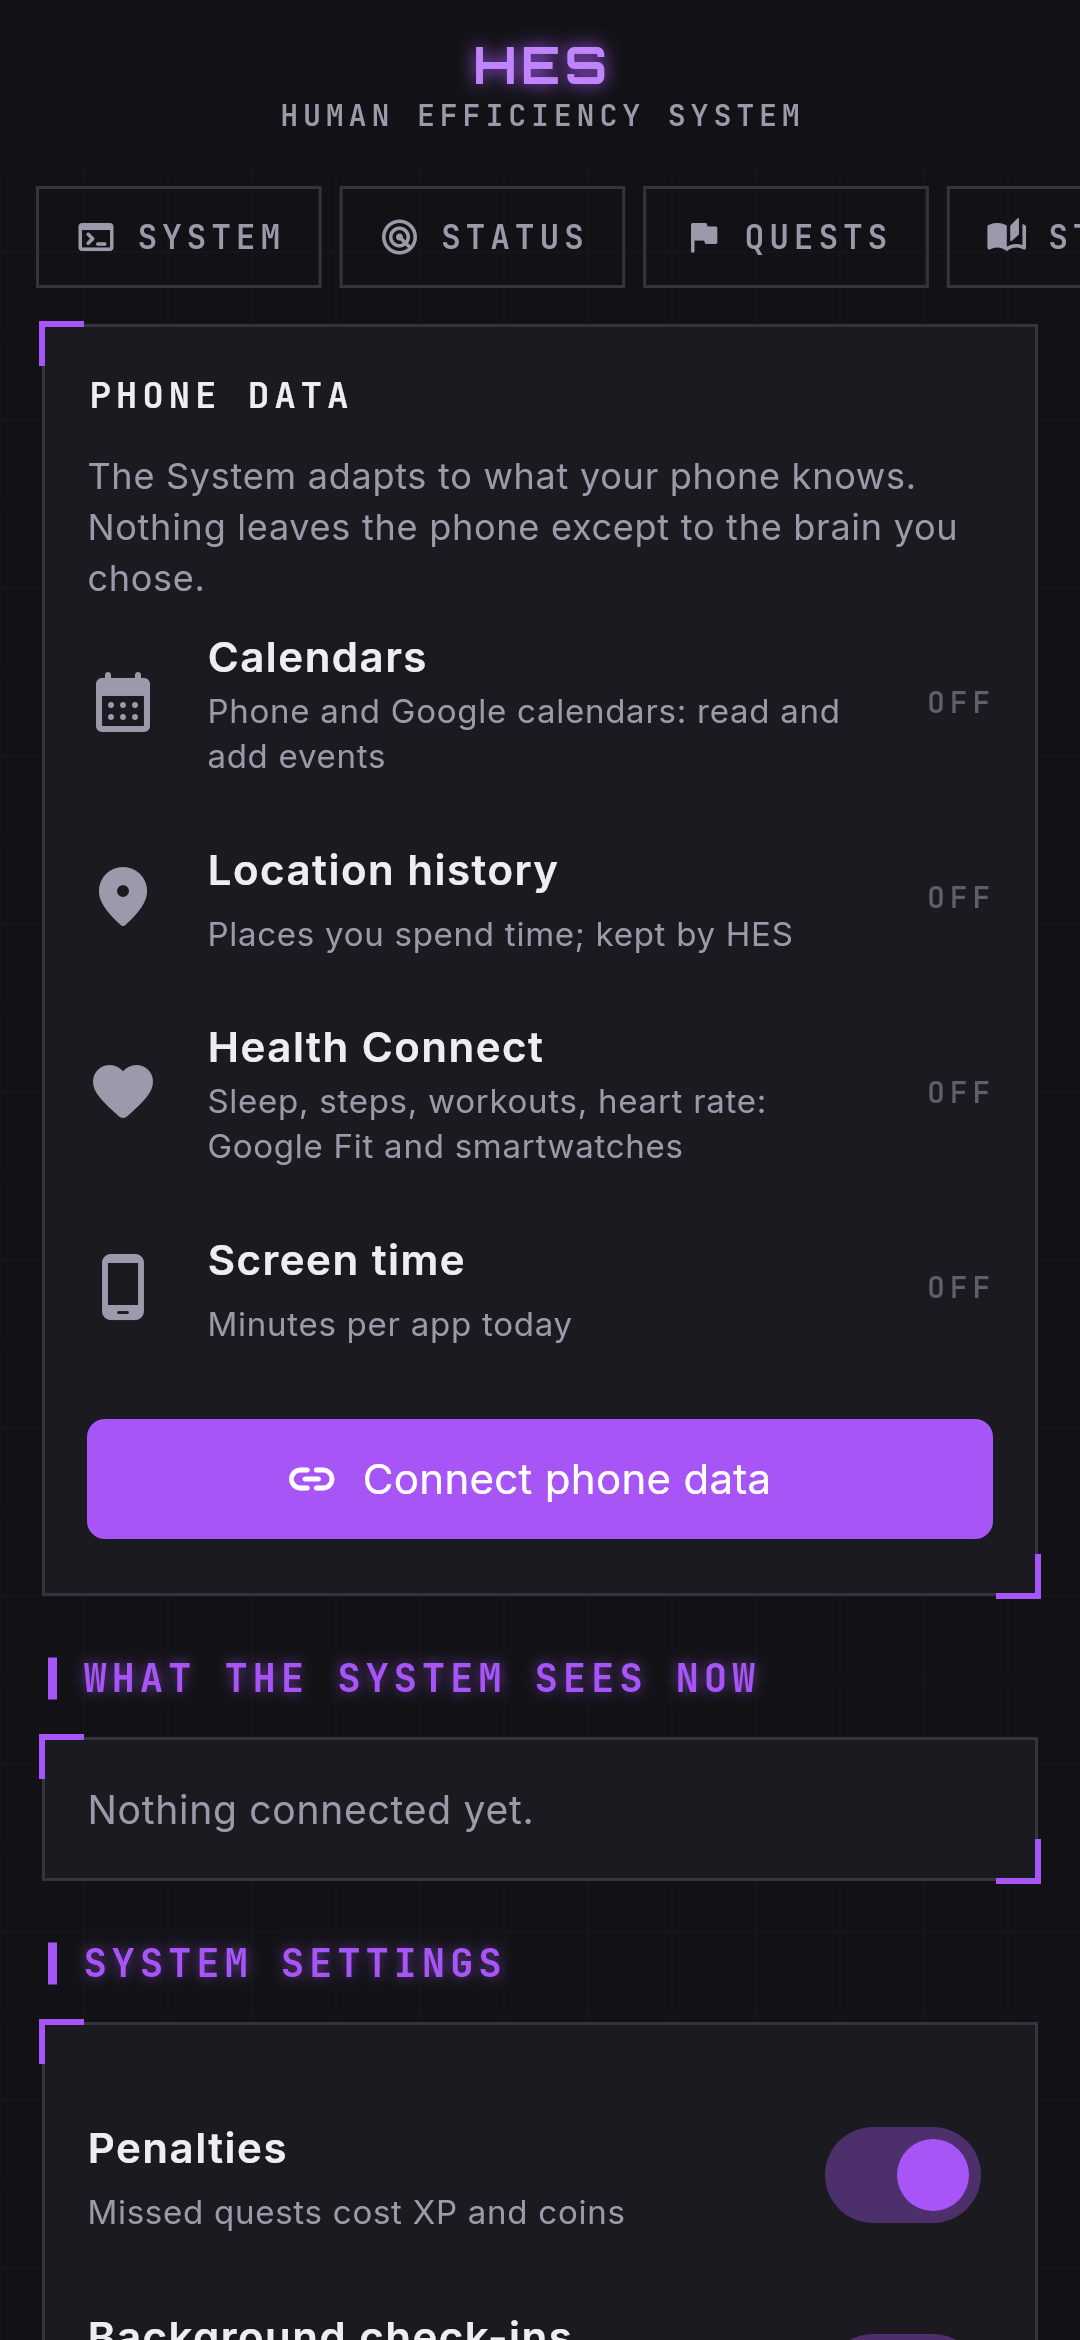 HES
HUMAN EFFICIENCY SYSTEM
SYSTEM
STATUS
QUESTS
PHONE DATA
The System adapts to what your phone knows.
Nothing leaves the phone except to the brain you
chose.
Calendars
Phone and Google calendars: read and
add events
OFF
Location history
Places you spend time; kept by HES
OFF
Health Connect
Sleep, steps, workouts, heart rate:
Google Fit and smartwatches
OFF
Screen time
Minutes per app today
OFF
Connect phone data
WHAT THE SYSTEM SEES NOW
Nothing connected yet.
SYSTEM SETTINGS
Penalties
Missed quests cost XP and coins
Background check-ins